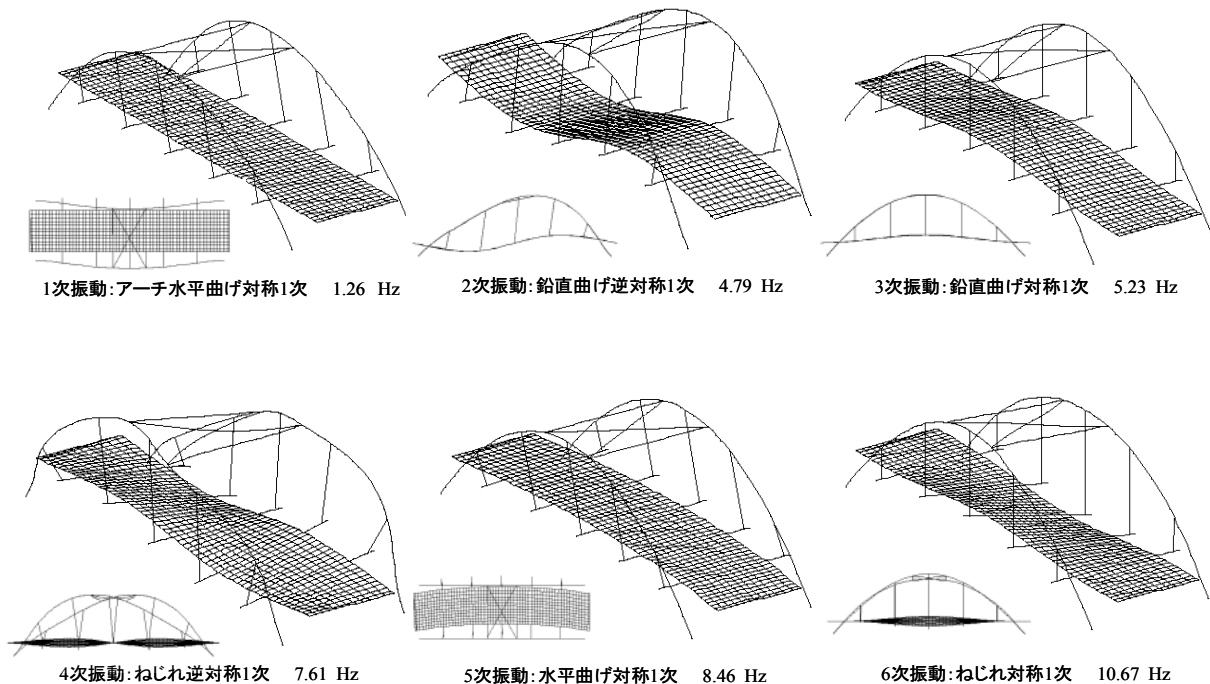 1次振動:アーチ水平曲げ対称1次 1.26 Hz
2次振動:鉛直曲げ逆対称1次 4.79 Hz
3次振動:鉛直曲げ対称1次 5.23 Hz
4次振動:ねじれ逆対称1次 7.61 Hz
5次振動:水平曲げ対称1次 8.46 Hz
6次振動:ねじれ対称1次 10.67 Hz